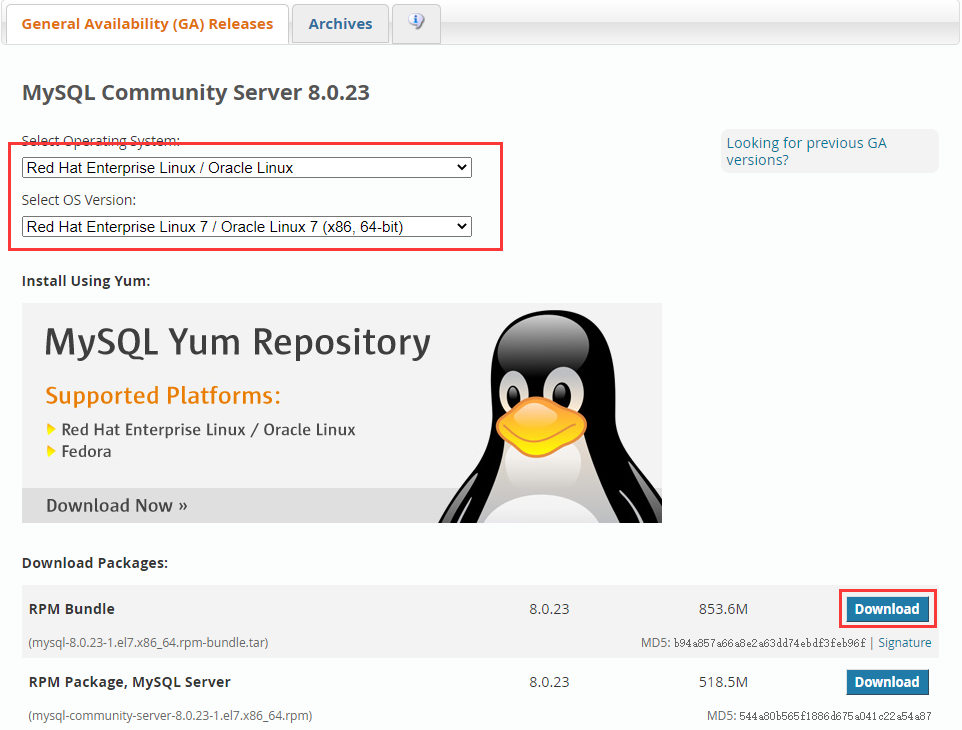 General Availability (GA) Releases
Archives
MySQL Community Server 8.0.23
Select Operating System:
Looking for previous GA
versions?
Red Hat Enterprise Linux / Oracle Linux
Select OS Version:
Red Hat Enterprise Linux 7 / Oracle Linux 7 (x86, 64-bit)
Install Using Yum:
MySQL Yum Repository
Supported Platforms:
Red Hat Enterprise Linux / Oracle Linux
Fedora
Download Now »
Download Packages:
RPM Bundle 8.0.23 853.6M Download
(mysql-8.0.23-1.el7.x86_64.rpm-bundle.tar) MD5: b94a857a66a8e2a63dd74ebdf3feb96f | Signature
RPM Package, MySQL Server 8.0.23 518.5M Download
(mysql-community-server-8.0.23-1.el7.x86_64.rpm) MD5: 544a80b565f1886d675a041c22a54a87